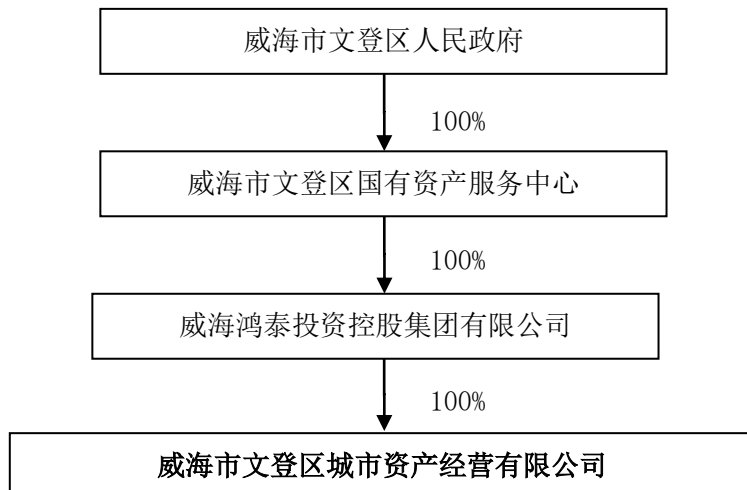 威海市文登区人民政府
100%
威海市文登区国有资产服务中心
100%
威海鸿泰投资控股集团有限公司
100%
威海市文登区城市资产经营有限公司